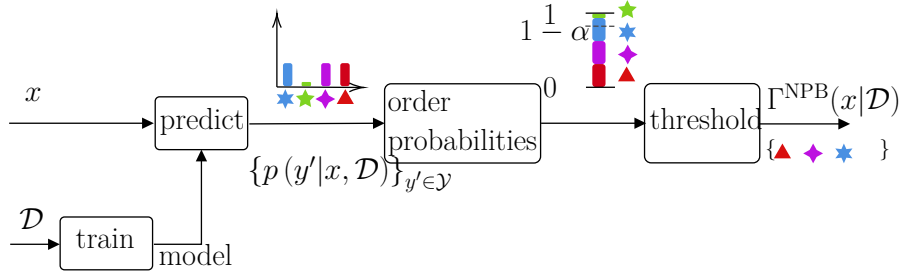 x
predict
{p (y′|x, 𝒟)}y′∈𝒴
𝒟
train
model
order
probabilities
1
1 − α
0
threshold
Γ^NPB(x|𝒟)
{ }